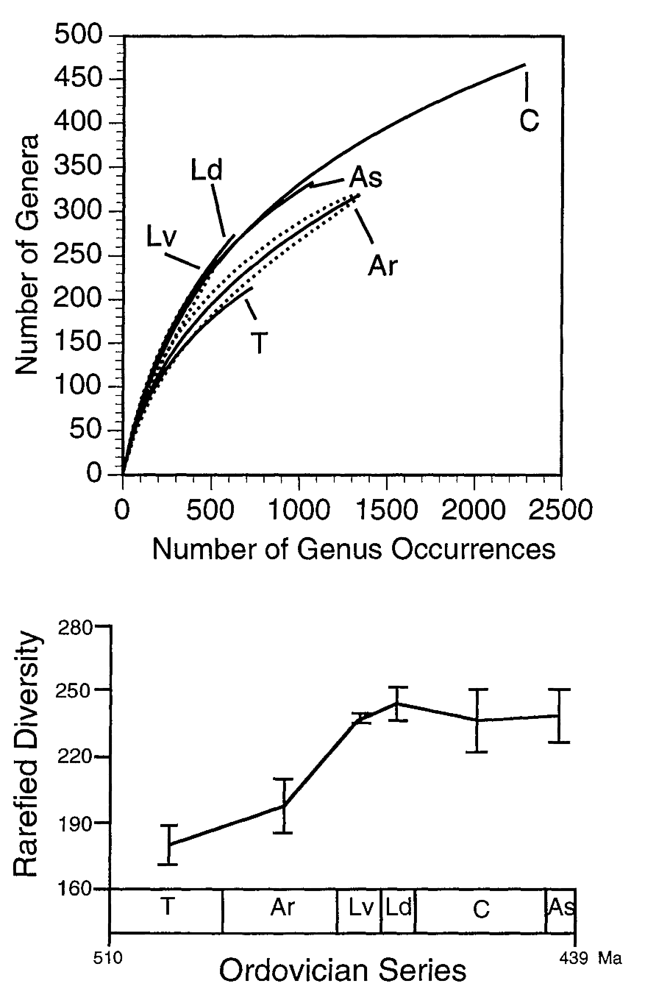 500
450
400
350
300
250
200
150
100
50
0
Number of Genera
C
Ld
As
Lv
Ar
T
0 500 1000 1500 2000 2500
Number of Genus Occurrences
280
250
220
190
160
Rarefied Diversity
T Ar Lv Ld C As
510 439 Ma
Ordovician Series